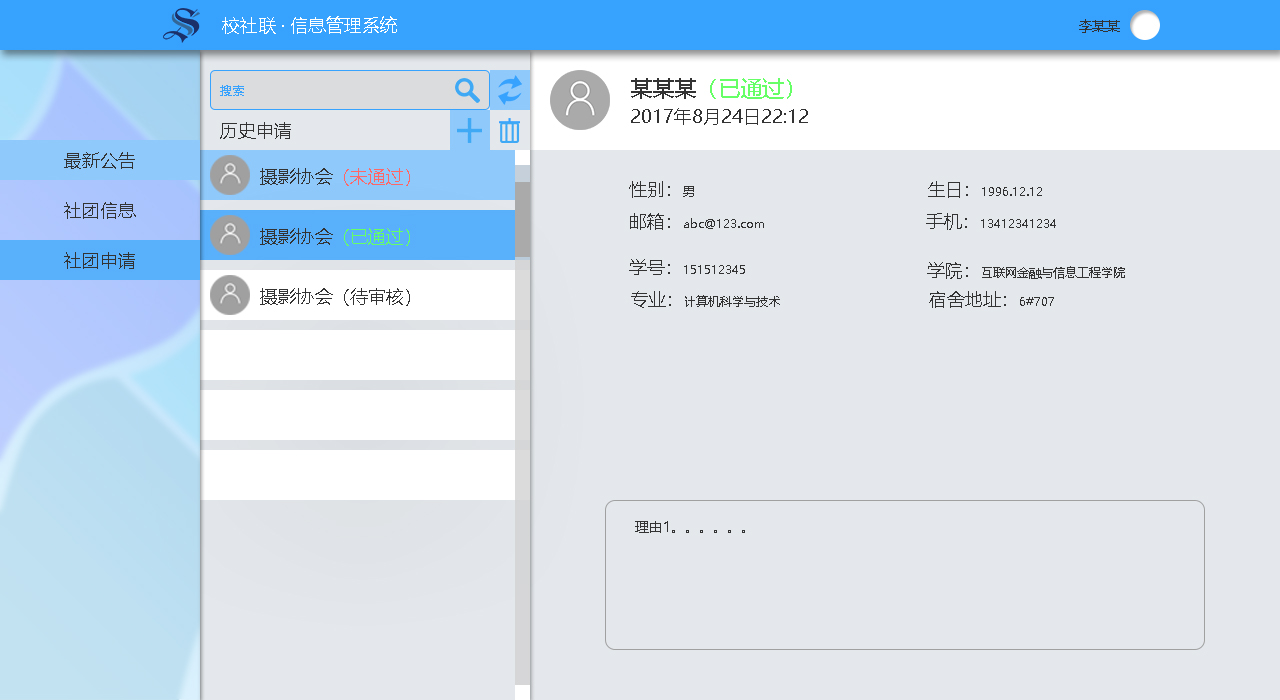 校社联 · 信息管理系统
李某某
最新公告
社团信息
社团申请
搜索
历史申请
摄影协会（未通过）
摄影协会（已通过）
摄影协会（待审核）
某某某（已通过）
2017年8月24日22:12
性别：男
生日：1996.12.12
邮箱：abc@123.com
手机：13412341234
学号：151512345
学院：互联网金融与信息工程学院
专业：计算机科学与技术
宿舍地址：6#707
理由1。。。。。。